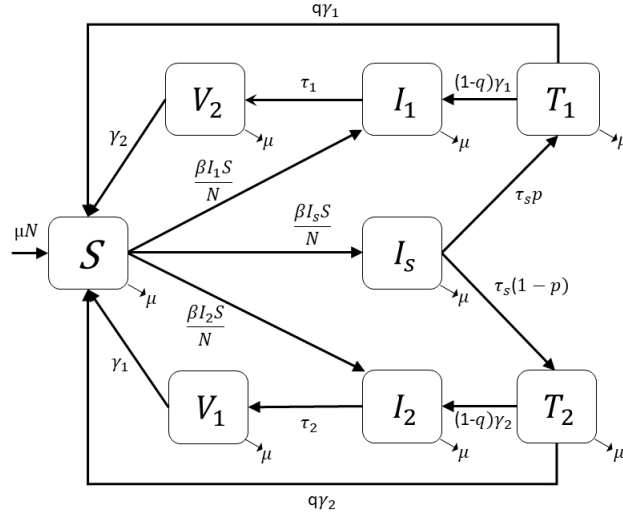 qγ₁
V₂
τ₁
I₁
(1-q)γ₁
T₁
μ
μ
μ
γ₂
βI₁S
N
τₛp
βIₛS
N
μN
S
Iₛ
μ
μ
τₛ(1 − p)
βI₂S
N
γ₁
V₁
τ₂
I₂
(1-q)γ₂
T₂
μ
μ
μ
qγ₂